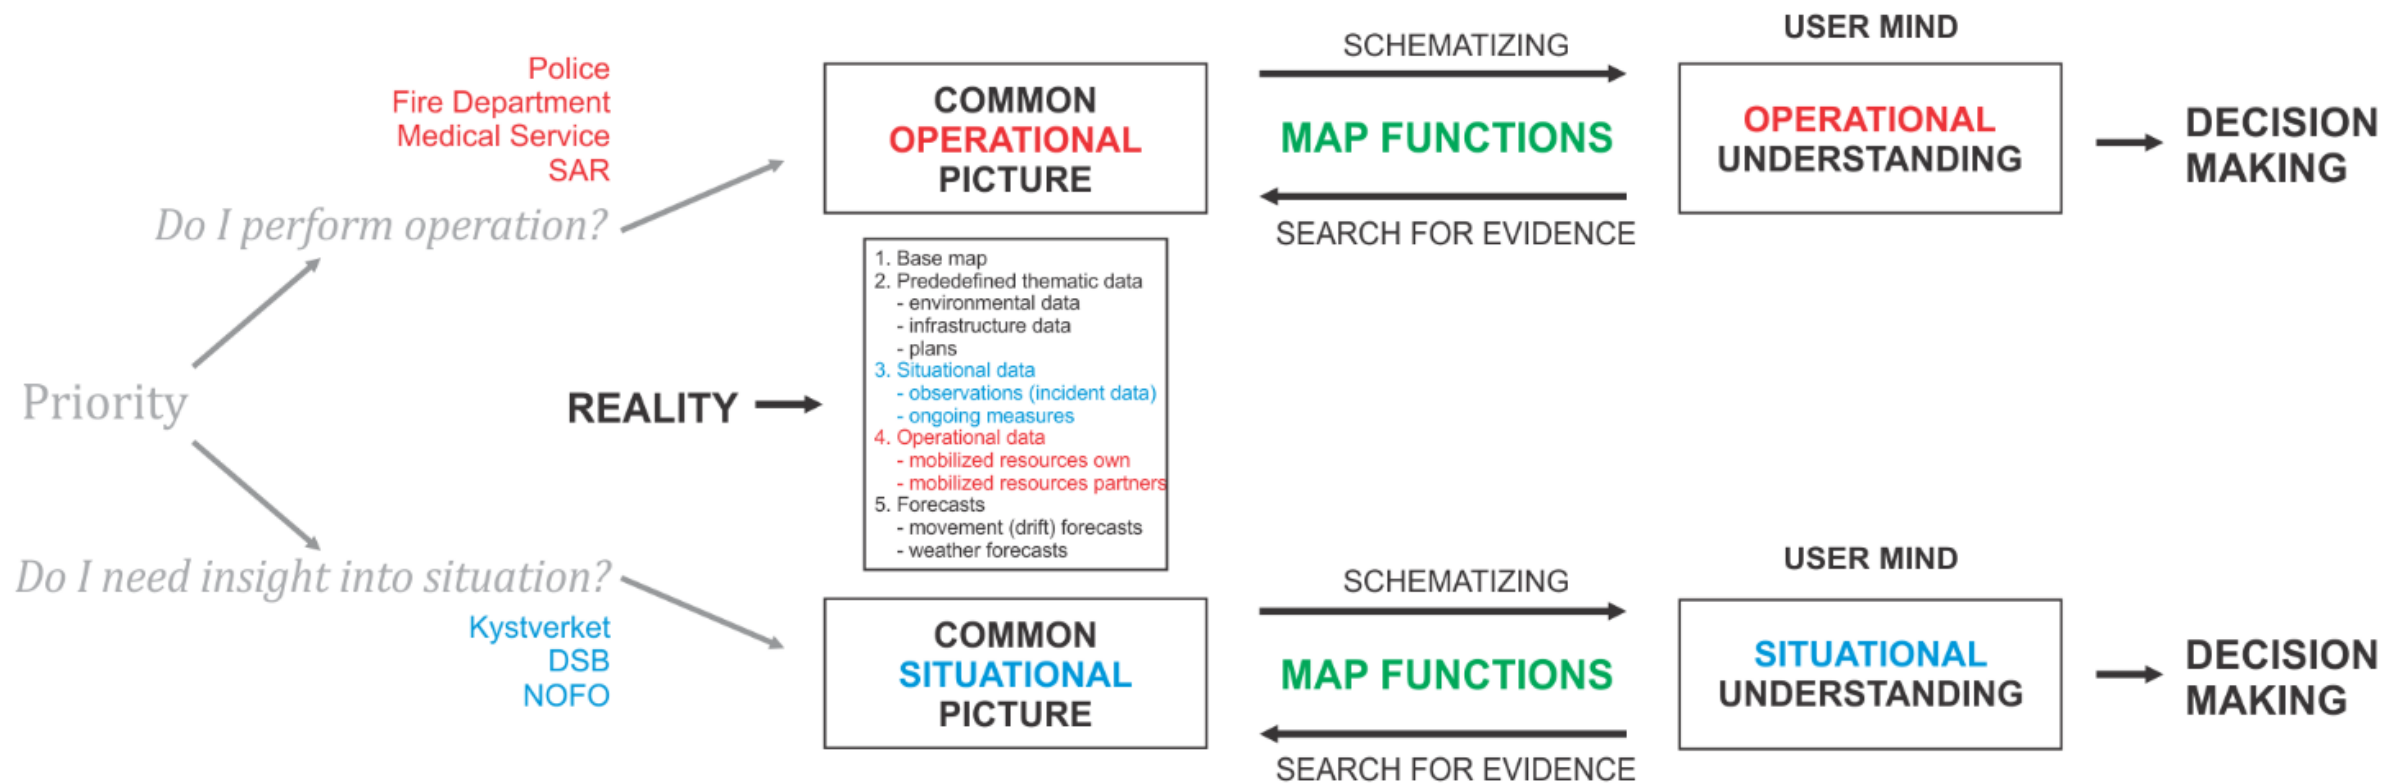 Police
Fire Department
Medical Service
SAR
Do I perform operation?
Priority
Do I need insight into situation?
Kystverket
DSB
NOFO
REALITY
COMMON
OPERATIONAL
PICTURE
1. Base map
2. Prededefined thematic data
- environmental data
- infrastructure data
- plans
3. Situational data
- observations (incident data)
- ongoing measures
4. Operational data
- mobilized resources own
- mobilized resources partners
5. Forecasts
- movement (drift) forecasts
- weather forecasts
COMMON
SITUATIONAL
PICTURE
SCHEMATIZING
MAP FUNCTIONS
SEARCH FOR EVIDENCE
USER MIND
OPERATIONAL
UNDERSTANDING
DECISION
MAKING
SCHEMATIZING
MAP FUNCTIONS
SEARCH FOR EVIDENCE
USER MIND
SITUATIONAL
UNDERSTANDING
DECISION
MAKING